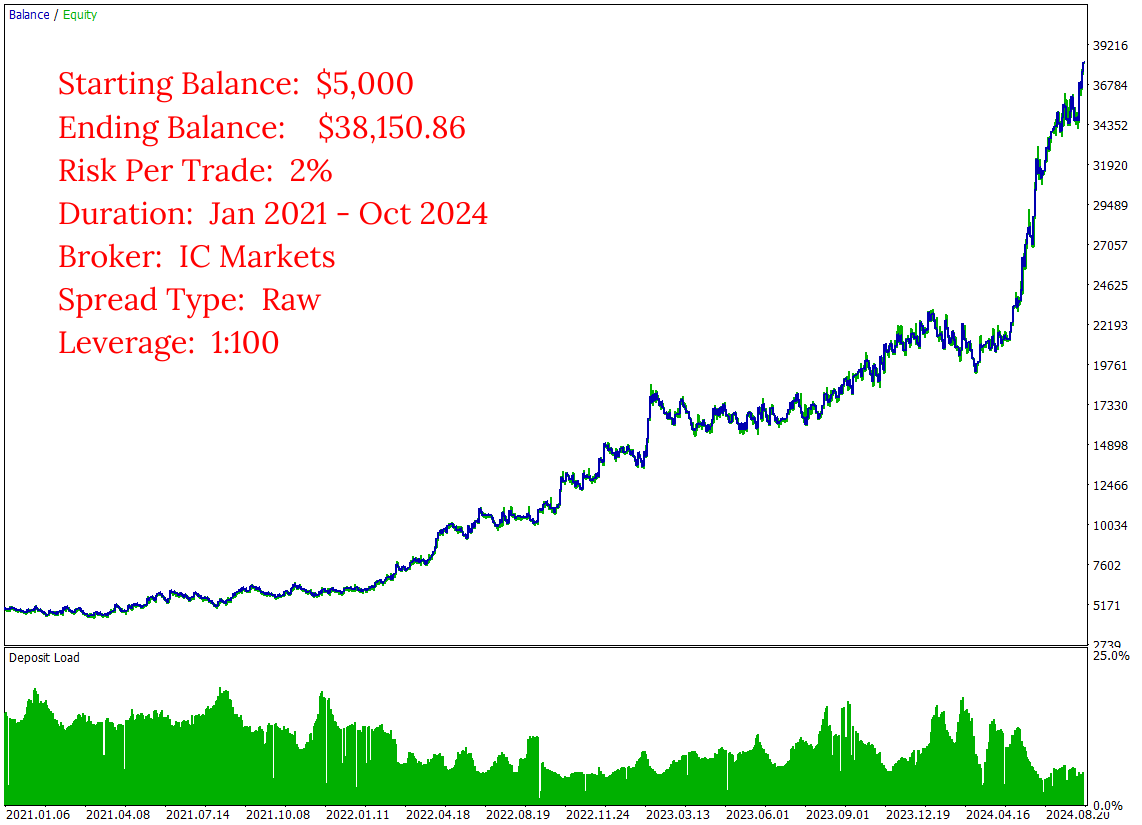 Balance / Equity
39216
Starting Balance: $5,000
36784
Ending Balance: $38,150.86
34352
Risk Per Trade: 2%
31920
Duration: Jan 2021 - Oct 2024
29489
Broker: IC Markets
27057
Spread Type: Raw
24625
Leverage: 1:100
22193
19761
17330
14898
12466
10034
7602
5171
2739
Deposit Load
25.0%
0.0%
2021.01.06 2021.04.08 2021.07.14 2021.10.08 2022.01.11 2022.04.18 2022.08.19 2022.11.24 2023.03.13 2023.06.01 2023.09.01 2023.12.19 2024.04.16 2024.08.20